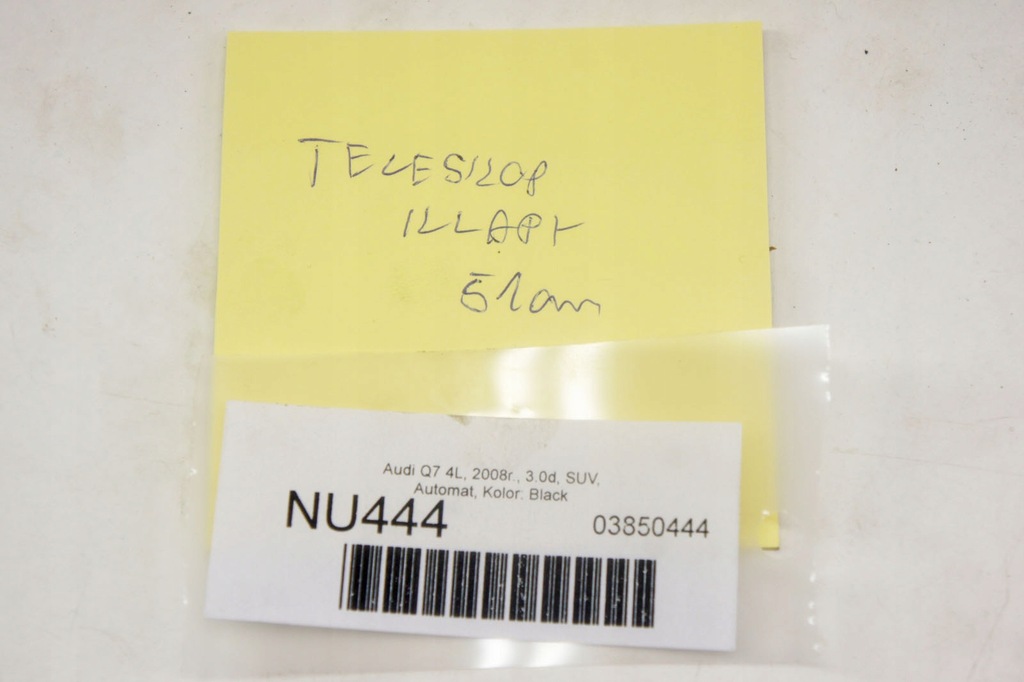 TELESKOP
KLAPY
51cm
Audi Q7 4L, 2008r., 3.0d, SUV,
Automat, Kolor: Black
NU444
03850444